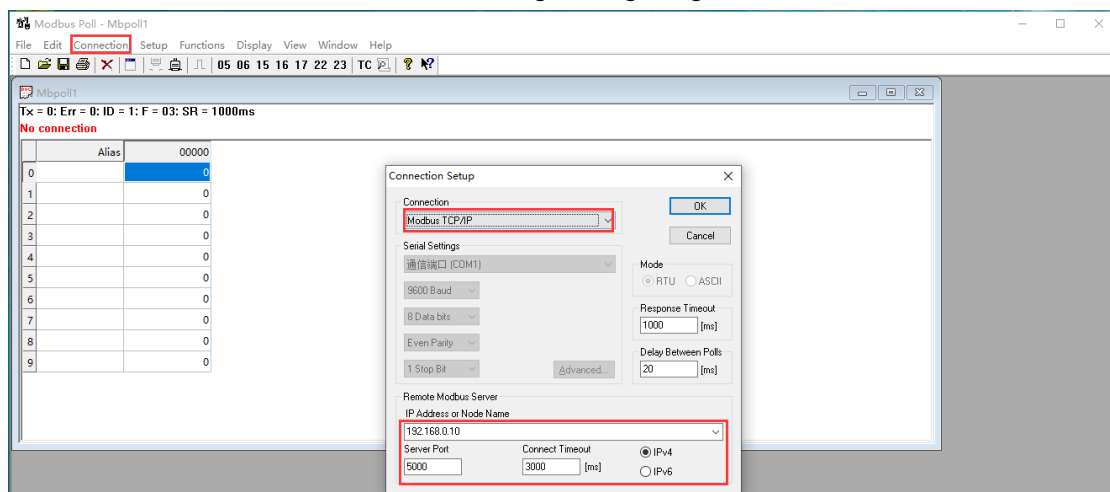 Modbus Poll - Mbpoll1
File Edit Connection Setup Functions Display View Window Help
05 06 15 16 17 22 23 TC
Mbpoll1
Tx = 0: Err = 0: ID = 1: F = 03: SR = 1000ms
No connection
Alias 00000
0 0
1 0
2 0
3 0
4 0
5 0
6 0
7 0
8 0
9 0
Connection Setup
Connection
Modbus TCP/IP
OK
Cancel
Serial Settings
通信端口 (COM1)
9600 Baud
8 Data bits
Even Parity
1 Stop Bit
Advanced...
Mode
RTU ASCII
Response Timeout
1000 [ms]
Delay Between Polls
20 [ms]
Remote Modbus Server
IP Address or Node Name
192.168.0.10
Server Port Connect Timeout
5000 3000 [ms]
IPv4
IPv6